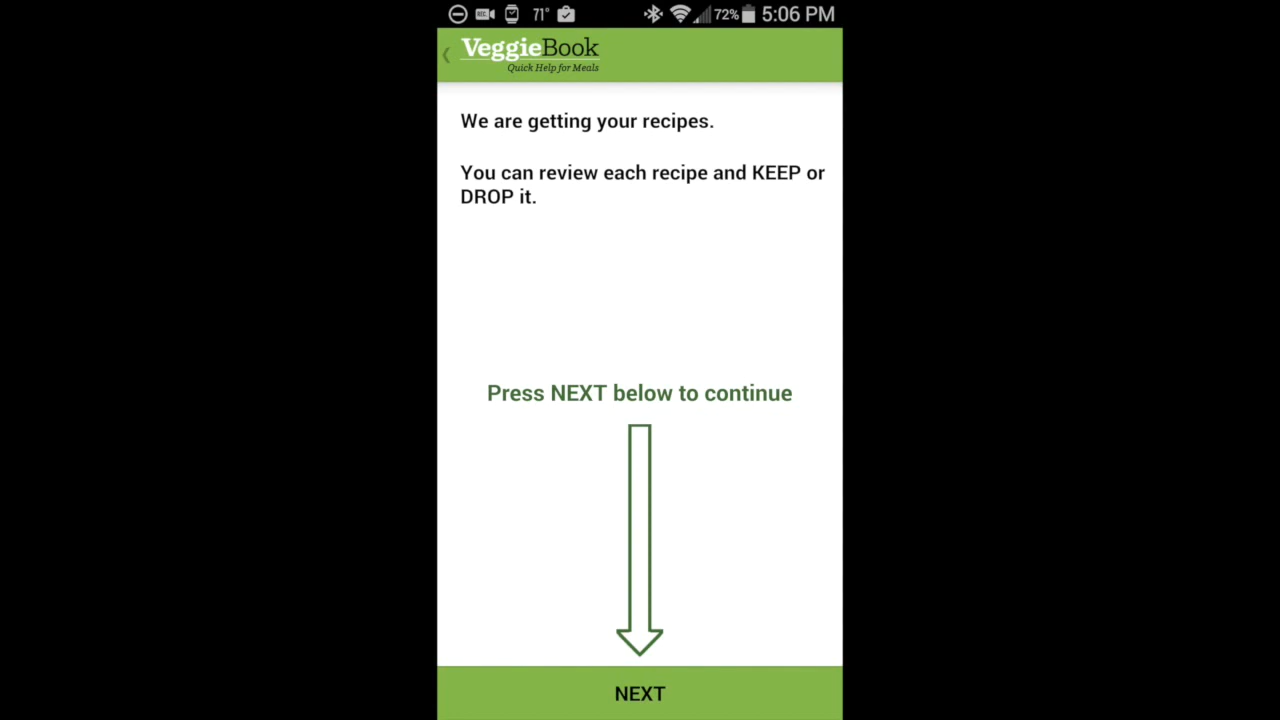 REC 71° 72% 5:06 PM
VeggieBook
Quick Help for Meals
We are getting your recipes.
You can review each recipe and KEEP or
DROP it.
Press NEXT below to continue
NEXT